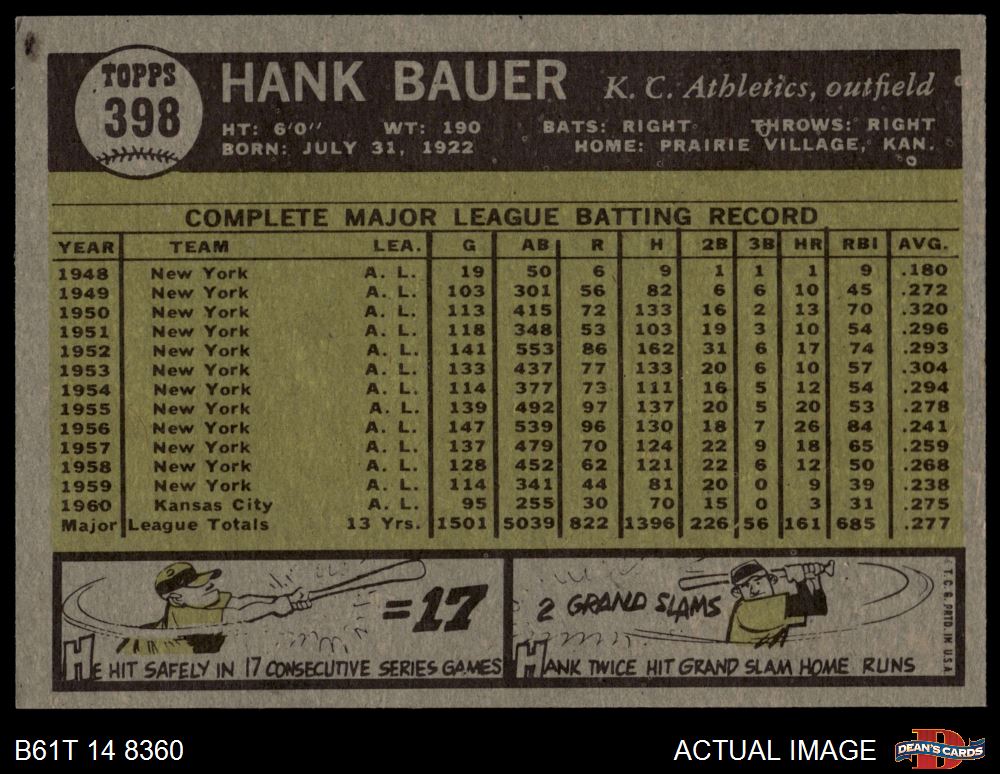 TOPPS
398
HANK BAUER K. C. Athletics, outfield
HT: 6'0" WT: 190 BATS: RIGHT THROWS: RIGHT
BORN: JULY 31, 1922 HOME: PRAIRIE VILLAGE, KAN.
COMPLETE MAJOR LEAGUE BATTING RECORD
YEAR TEAM LEA. G AB R H 2B 3B HR RBI AVG.
1948 New York A. L. 19 50 6 9 1 1 1 9 .180
1949 New York A. L. 103 301 56 82 6 6 10 45 .272
1950 New York A. L. 113 415 72 133 16 2 13 70 .320
1951 New York A. L. 118 348 53 103 19 3 10 54 .296
1952 New York A. L. 141 553 86 162 31 6 17 74 .293
1953 New York A. L. 133 437 77 133 20 6 10 57 .304
1954 New York A. L. 114 377 73 111 16 5 12 54 .294
1955 New York A. L. 139 492 97 137 20 5 20 53 .278
1956 New York A. L. 147 539 96 130 18 7 26 84 .241
1957 New York A. L. 137 479 70 124 22 9 18 65 .259
1958 New York A. L. 128 452 62 121 22 6 12 50 .268
1959 New York A. L. 114 341 44 81 20 0 9 39 .238
1960 Kansas City A. L. 95 255 30 70 15 0 3 31 .275
Major League Totals 13 Yrs. 1501 5039 822 1396 226 56 161 685 .277
=17
HE HIT SAFELY IN 17 CONSECUTIVE SERIES GAMES
2 GRAND SLAMS
HANK TWICE HIT GRAND SLAM HOME RUNS
T. C. G. PRTD. IN U.S.A.
B61T 14 8360 ACTUAL IMAGE
D
DEAN'S CARDS